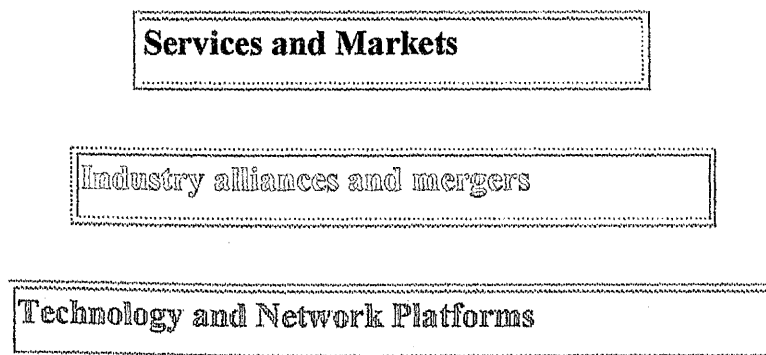 Services and Markets
Industry alliances and mergers
Technology and Network Platforms